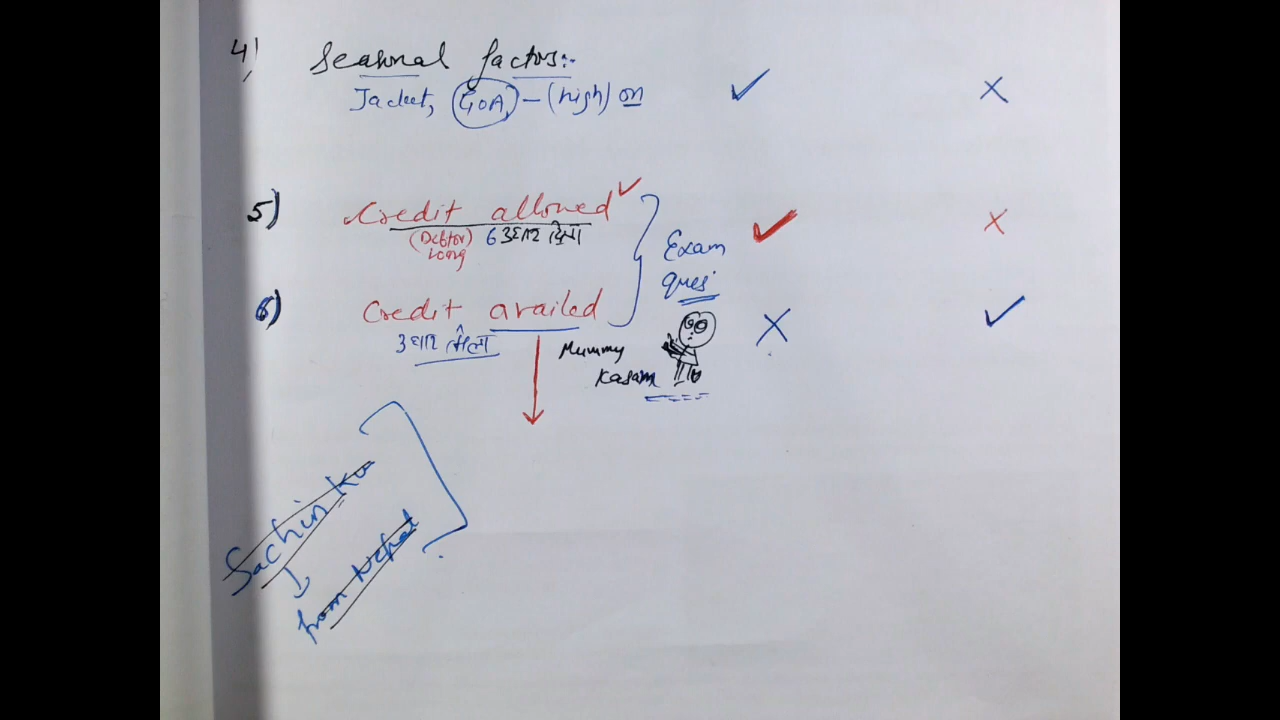 4) Seasonal factors:-
Jacket, GOA, - (high) on ✓ ✗
5) Credit allowed ✓ ✓ ✗
(Debtor) उधार देना
Long
Exam
ques.
6) Credit availed ✗ ✓
उधार लेना
Mummy
Kasam
Sachin Ku
from Nepal